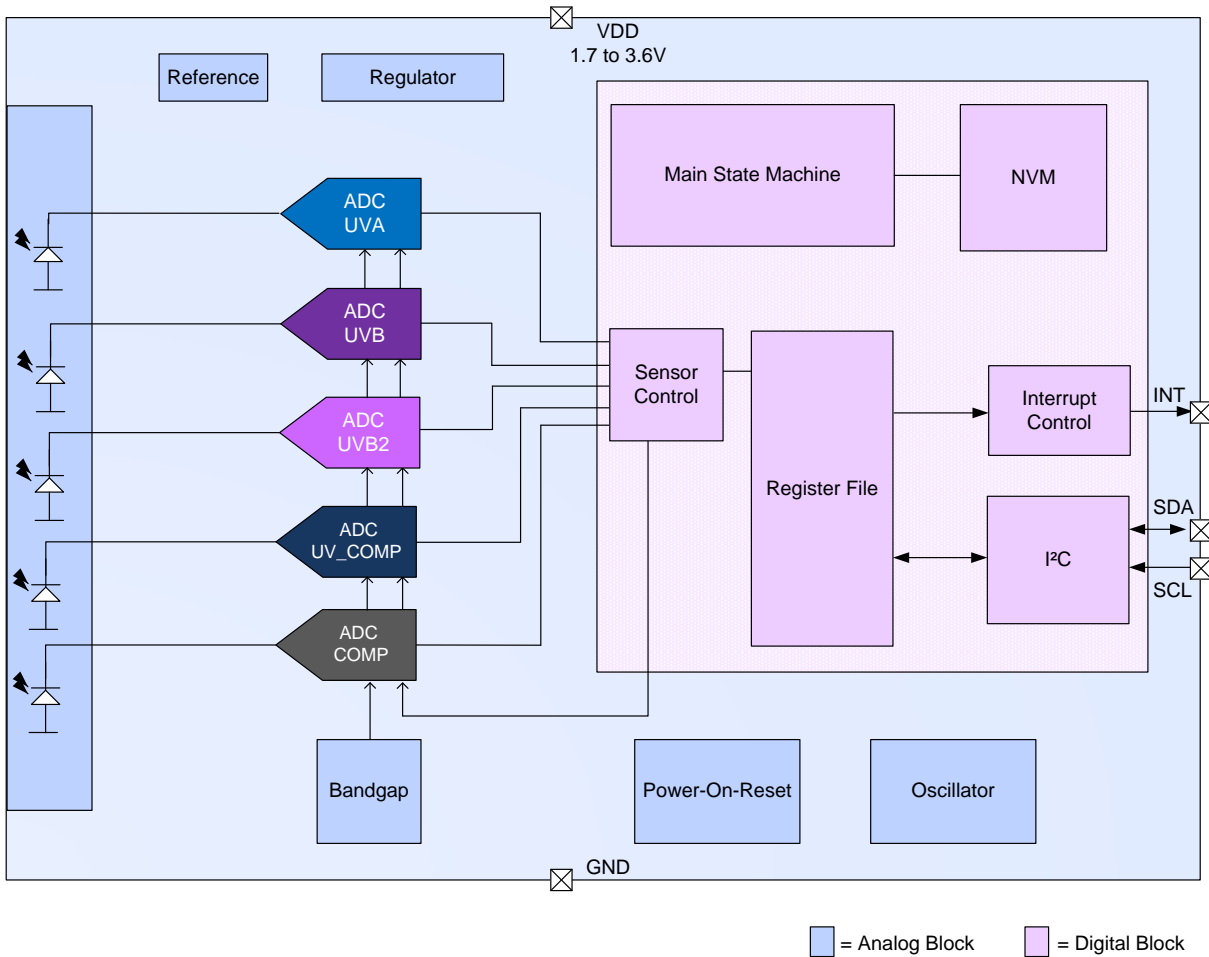 VDD
1.7 to 3.6V
Reference
Regulator
Main State Machine
NVM
ADC
UVA
ADC
UVB
ADC
UVB2
ADC
UV_COMP
ADC
COMP
Sensor
Control
Register File
Interrupt
Control
INT
I²C
SDA
SCL
Bandgap
Power-On-Reset
Oscillator
GND
= Analog Block
= Digital Block